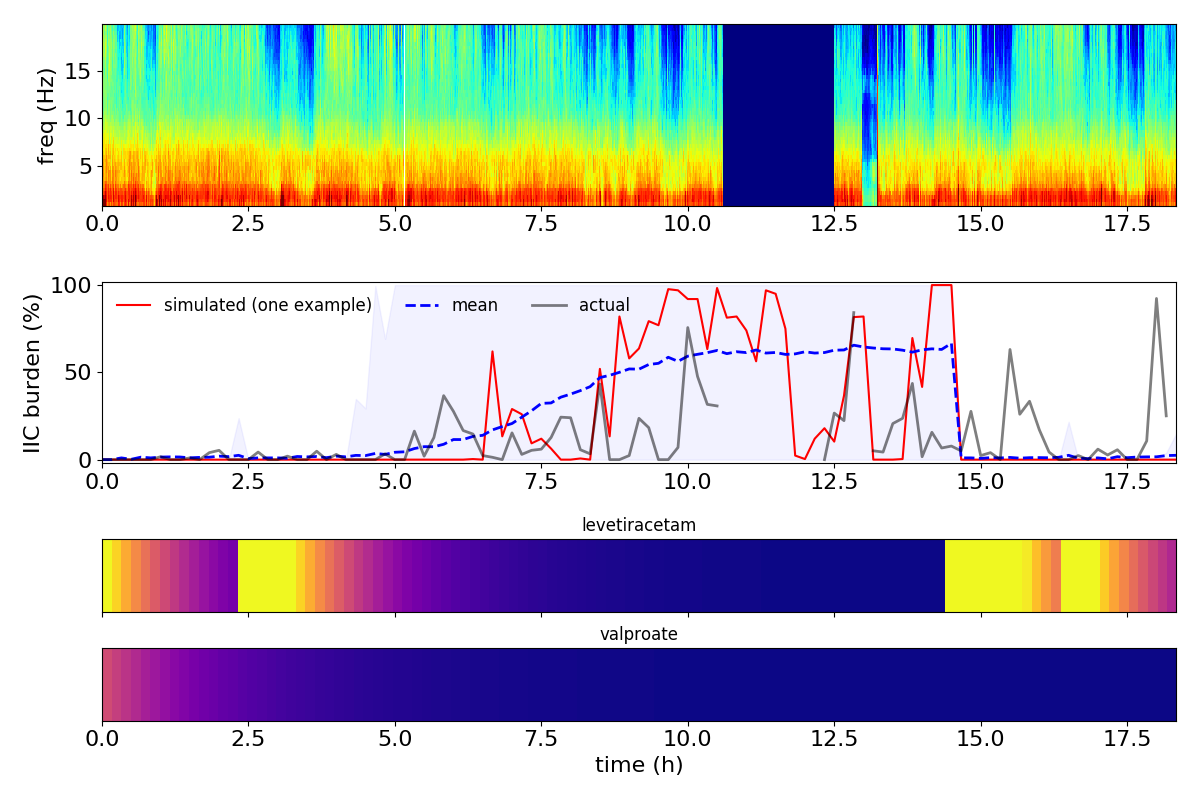 freq (Hz)
15
10
5
0.0 2.5 5.0 7.5 10.0 12.5 15.0 17.5
IIC burden (%)
100
50
0
simulated (one example) mean actual
0.0 2.5 5.0 7.5 10.0 12.5 15.0 17.5
levetiracetam
valproate
0.0 2.5 5.0 7.5 10.0 12.5 15.0 17.5
time (h)